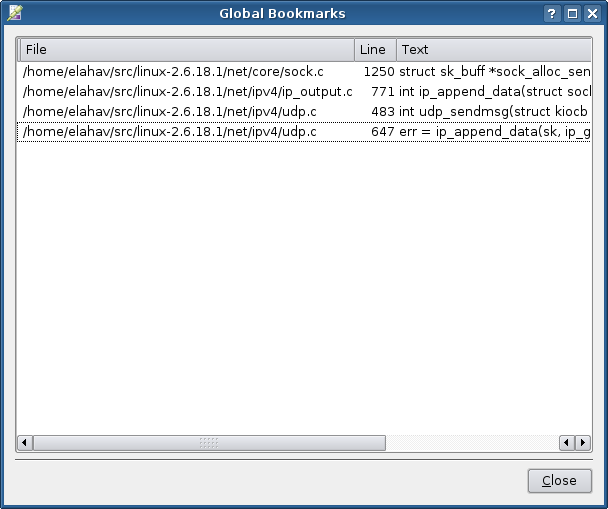 Global Bookmarks
File Line Text
/home/elahav/src/linux-2.6.18.1/net/core/sock.c 1250 struct sk_buff *sock_alloc_sen
/home/elahav/src/linux-2.6.18.1/net/ipv4/ip_output.c 771 int ip_append_data(struct sock
/home/elahav/src/linux-2.6.18.1/net/ipv4/udp.c 483 int udp_sendmsg(struct kiocb
/home/elahav/src/linux-2.6.18.1/net/ipv4/udp.c 647 err = ip_append_data(sk, ip_g
Close